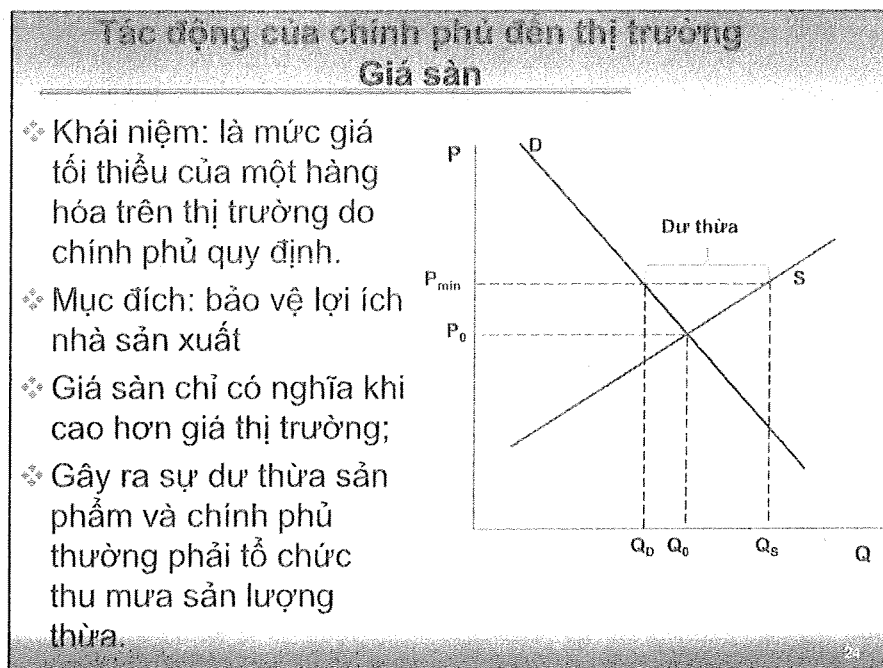 Tác động của chính phủ đến thị trường
Giá sàn
Khái niệm: là mức giá
tối thiểu của một hàng
hóa trên thị trường do
chính phủ quy định.
Mục đích: bảo vệ lợi ích
nhà sản xuất
Giá sàn chỉ có nghĩa khi
cao hơn giá thị trường;
Gây ra sự dư thừa sản
phẩm và chính phủ
thường phải tổ chức
thu mưa sản lượng
thừa.
P
D
Dư thừa
Pmin
S
P0
QD Q0 QS Q
24